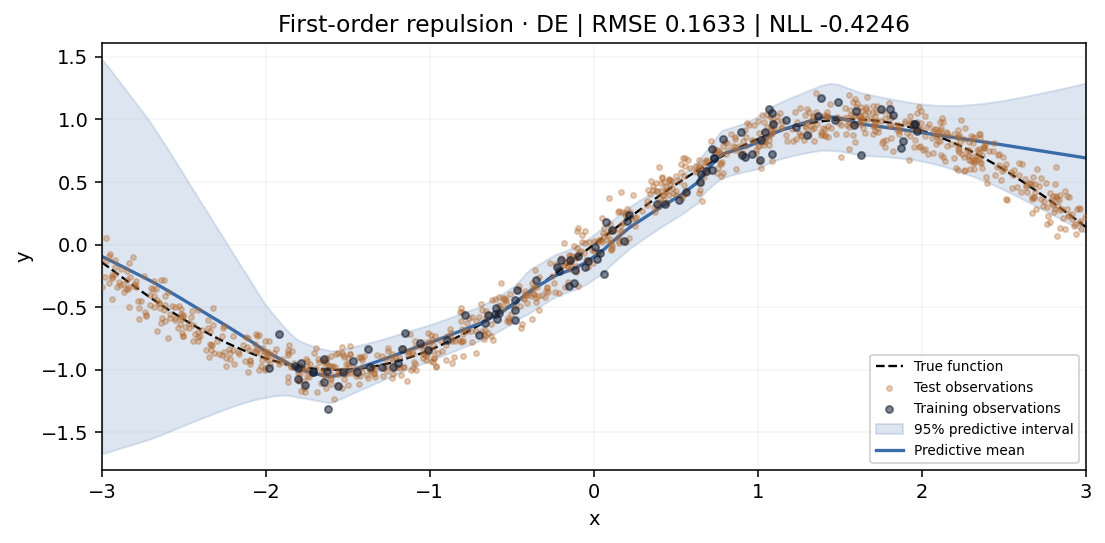 First-order repulsion · DE | RMSE 0.1633 | NLL -0.4246
y
1.5
1.0
0.5
0.0
−0.5
−1.0
−1.5
True function
Test observations
Training observations
95% predictive interval
Predictive mean
−3
−2
−1
0
1
2
3
x